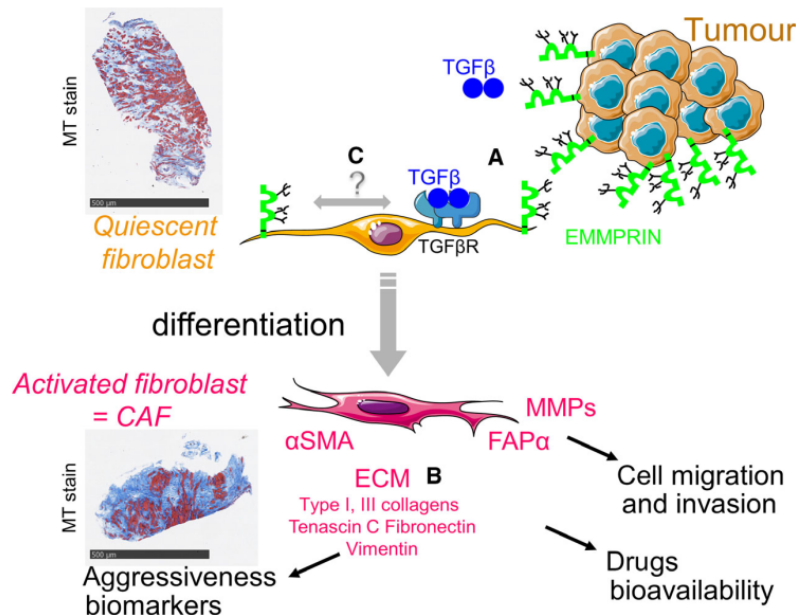 TGFβ
Tumour
MT stain
C
A
?
TGFβ
500 µm
Quiescent
fibroblast
TGFβR
EMMPRIN
differentiation
Activated fibroblast
= CAF
MMPs
αSMA
FAPα
MT stain
ECM
B
Type I, III collagens
Tenascin C Fibronectin
Vimentin
Cell migration
and invasion
500 µm
Aggressiveness
biomarkers
Drugs
bioavailability